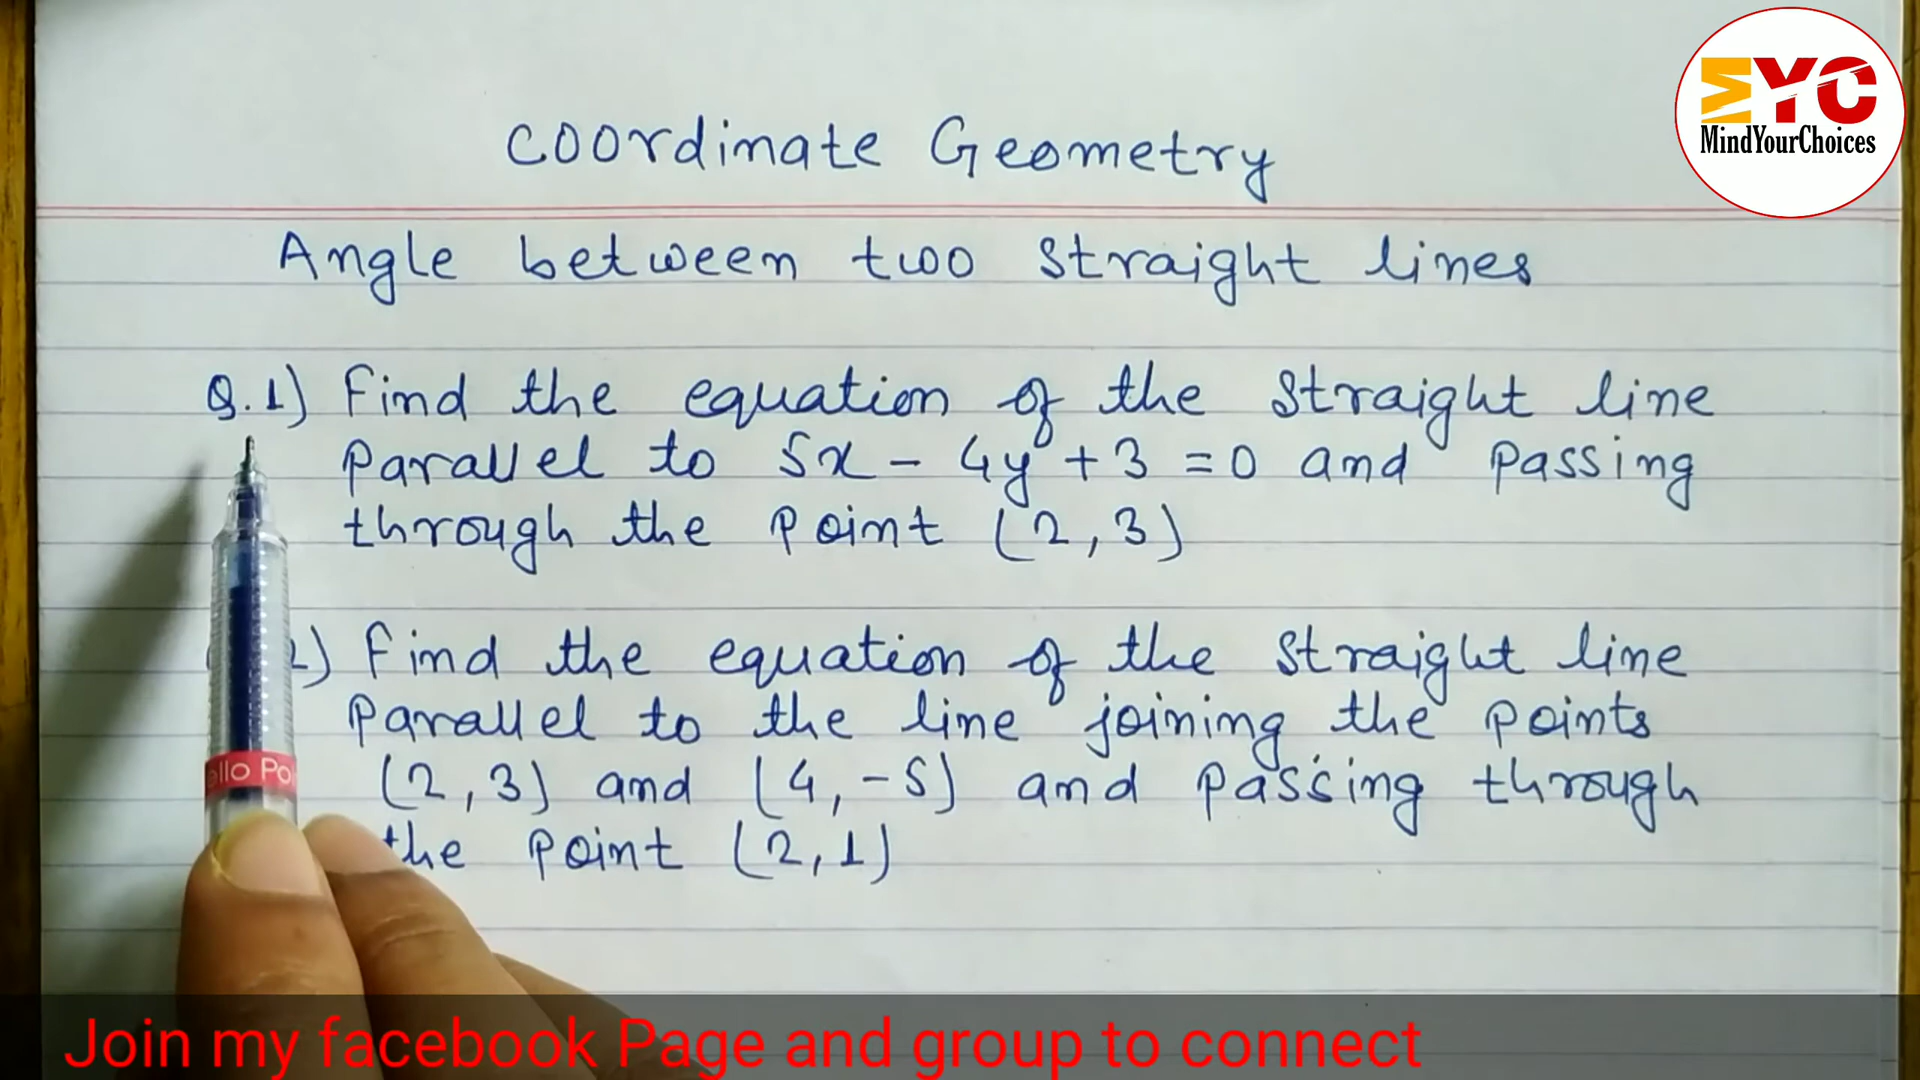 MYC
MindYourChoices
Coordinate Geometry
Angle between two straight lines
Q.1) Find the equation of the straight line
parallel to 5x - 4y + 3 = 0 and passing
through the point (2, 3)
2) Find the equation of the straight line
parallel to the line joining the points
(2, 3) and (4, -5) and passing through
the point (2, 1)
Join my facebook Page and group to connect